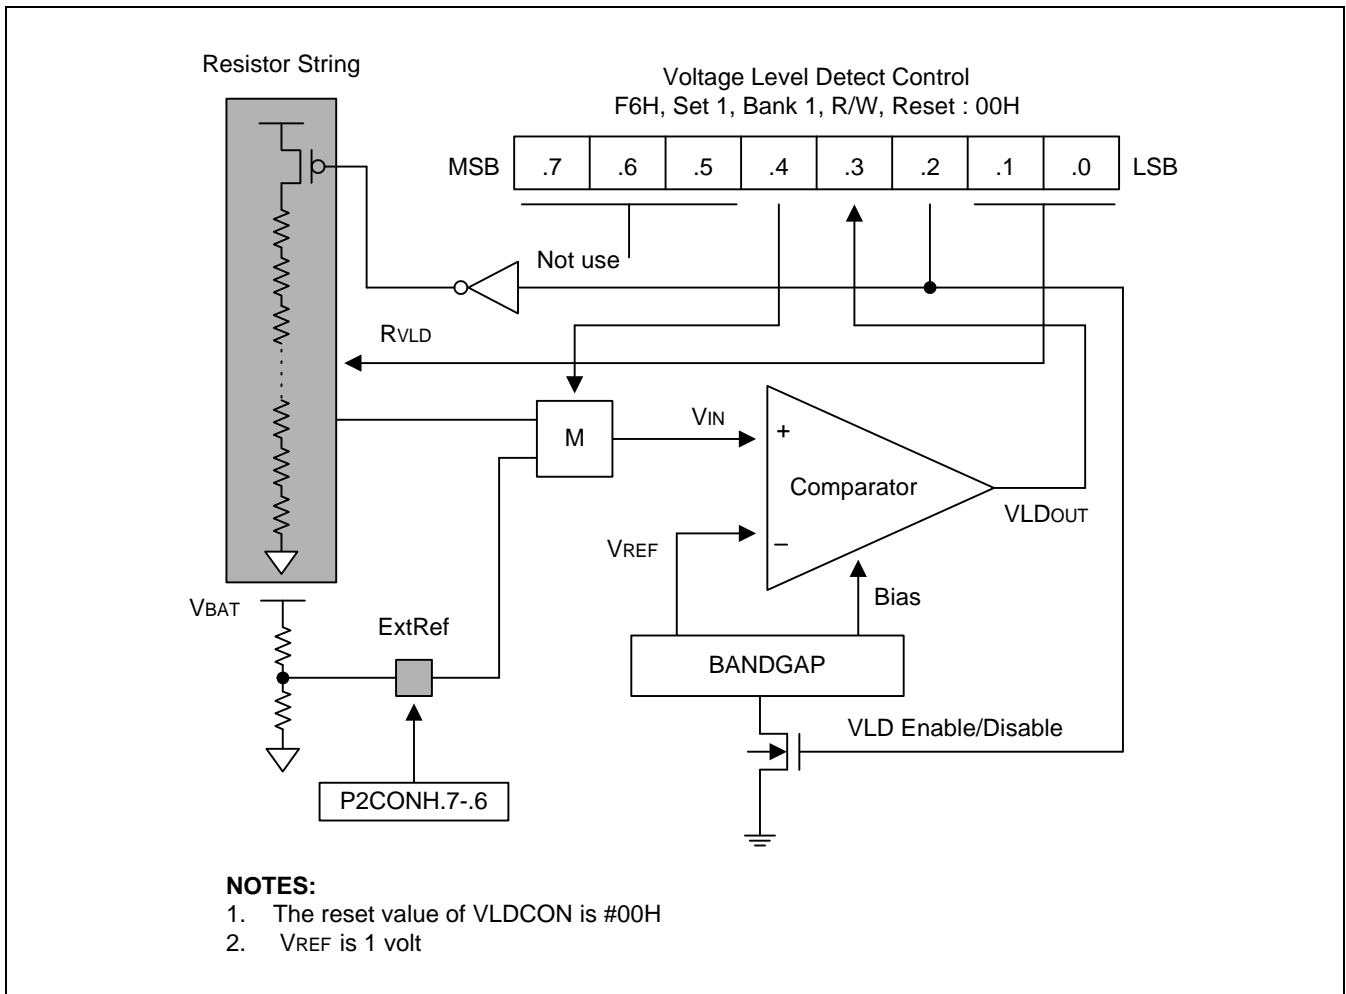 Resistor String
Voltage Level Detect Control
F6H, Set 1, Bank 1, R/W, Reset : 00H
MSB .7 .6 .5 .4 .3 .2 .1 .0 LSB
Not use
RVLD
M
VIN
+
Comparator
VLDOUT
VREF
–
Bias
VBAT
ExtRef
BANDGAP
VLD Enable/Disable
P2CONH.7-.6
NOTES:
1. The reset value of VLDCON is #00H
2. VREF is 1 volt